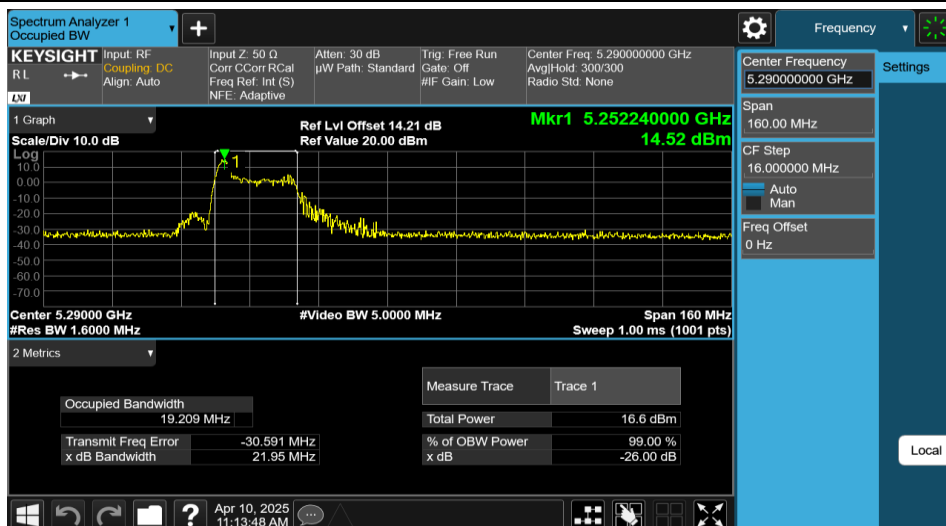 Spectrum Analyzer 1
Occupied BW
+
Frequency
KEYSIGHT
RL
LXI
Input: RF
Coupling: DC
Align: Auto
Input Z: 50 Ω
Corr CCorr RCal
Freq Ref: Int (S)
NFE: Adaptive
Atten: 30 dB
µW Path: Standard
Trig: Free Run
Gate: Off
#IF Gain: Low
Center Freq: 5.290000000 GHz
Avg|Hold: 300/300
Radio Std: None
Center Frequency
5.290000000 GHz
Settings
Span
160.00 MHz
CF Step
16.000000 MHz
Auto
Man
Freq Offset
0 Hz
Local
1 Graph
Scale/Div 10.0 dB
Ref Lvl Offset 14.21 dB
Ref Value 20.00 dBm
Mkr1 5.252240000 GHz
14.52 dBm
Log
1
10.0
0.00
-10.0
-20.0
-30.0
-40.0
-50.0
-60.0
-70.0
Center 5.29000 GHz
#Video BW 5.0000 MHz
Span 160 MHz
#Res BW 1.6000 MHz
Sweep 1.00 ms (1001 pts)
2 Metrics
Measure Trace Trace 1
Occupied Bandwidth
19.209 MHz
Total Power 16.6 dBm
Transmit Freq Error -30.591 MHz
% of OBW Power 99.00 %
x dB Bandwidth 21.95 MHz
x dB -26.00 dB
?
Apr 10, 2025
11:13:48 AM